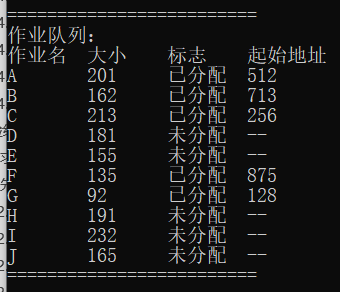 =========================
作业队列:
作业名 大小 标志 起始地址
A 201 已分配 512
B 162 已分配 713
C 213 已分配 256
D 181 未分配 --
E 155 未分配 --
F 135 已分配 875
G 92 已分配 128
H 191 未分配 --
I 232 未分配 --
J 165 未分配 --
=========================